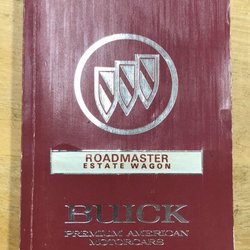 ROADMASTER
ESTATE WAGON
BUICK
PREMIUM AMERICAN
MOTORCARS